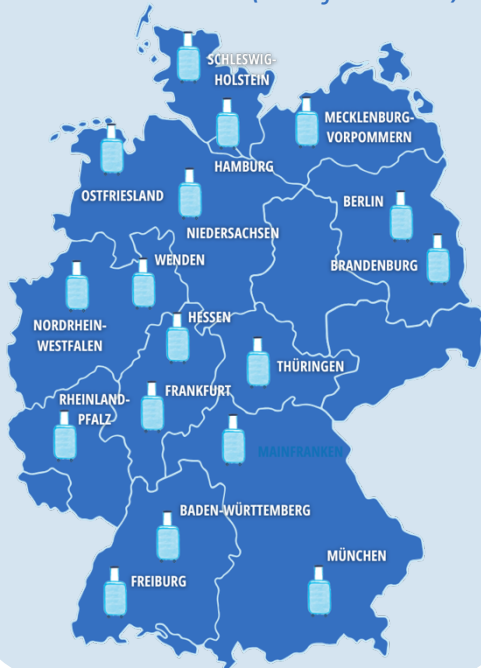 SCHLESWIG-
HOLSTEIN
MECKLENBURG-
VORPOMMERN
HAMBURG
OSTFRIESLAND
BERLIN
NIEDERSACHSEN
WENDEN
BRANDENBURG
HESSEN
NORDRHEIN-
WESTFALEN
THÜRINGEN
FRANKFURT
RHEINLAND-
PFALZ
MAINFRANKEN
BADEN-WÜRTTEMBERG
MÜNCHEN
FREIBURG